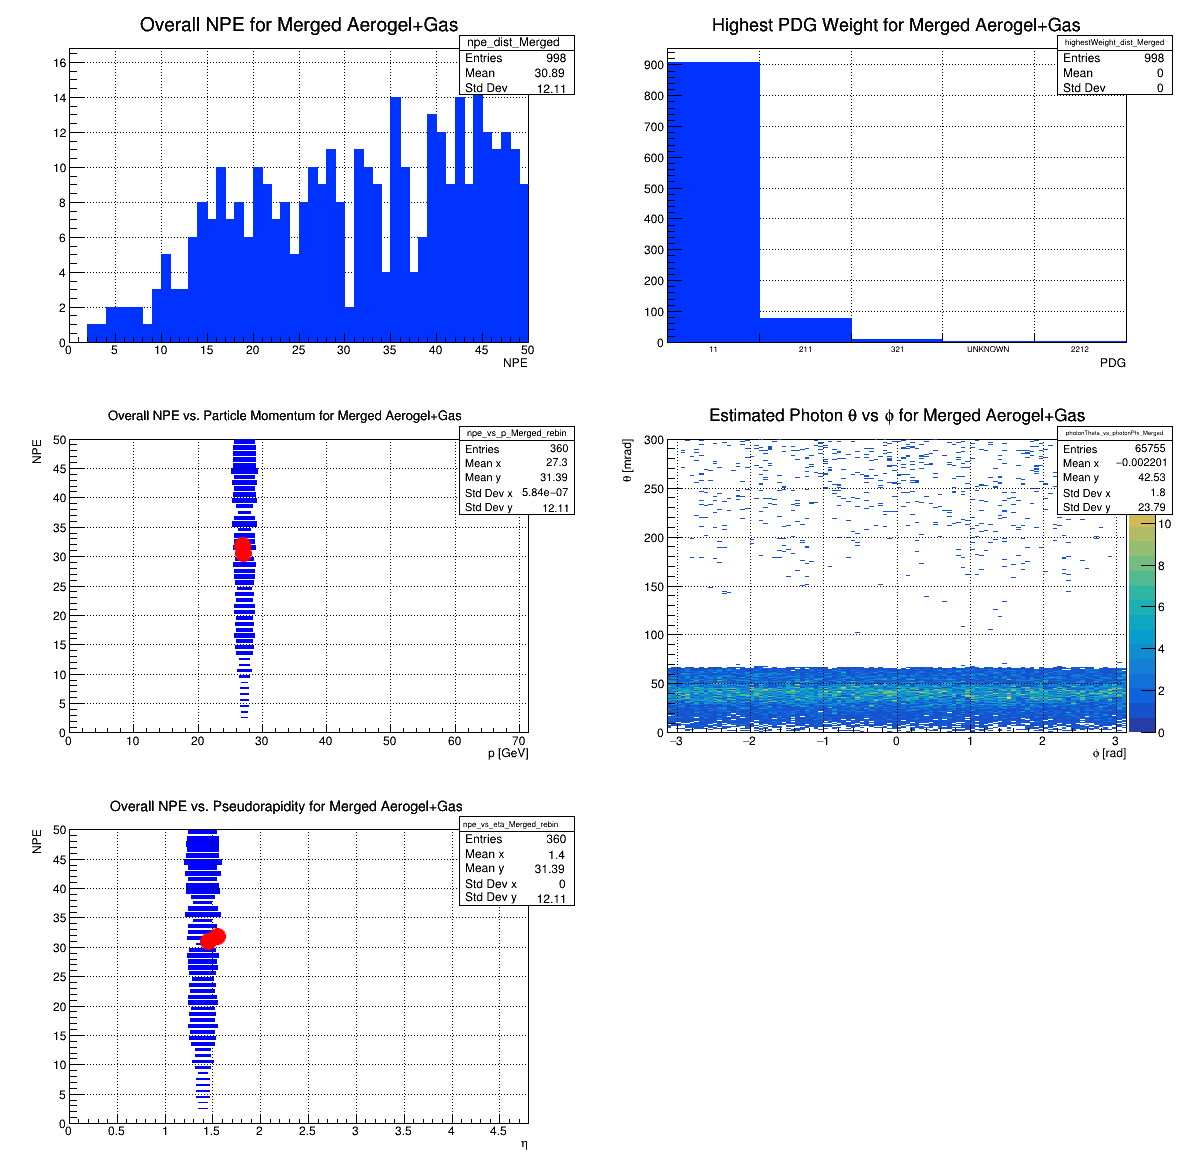 Overall NPE for Merged Aerogel+Gas
npe_dist_Merged
Entries 998
Mean 30.89
Std Dev 12.11
16
14
12
10
8
6
4
2
0
0 5 10 15 20 25 30 35 40 45 50
NPE
Highest PDG Weight for Merged Aerogel+Gas
highestWeight_dist_Merged
Entries 998
Mean 0
Std Dev 0
900
800
700
600
500
400
300
200
100
0
11 211 321 UNKNOWN 2212
PDG
Overall NPE vs. Particle Momentum for Merged Aerogel+Gas
npe_vs_p_Merged_rebin
Entries 360
Mean x 27.3
Mean y 31.39
Std Dev x 5.84e−07
Std Dev y 12.11
NPE
50
45
40
35
30
25
20
15
10
5
0
0 10 20 30 40 50 60 70
p [GeV]
Estimated Photon θ vs ϕ for Merged Aerogel+Gas
photonTheta_vs_photonPhi_Merged
Entries 65755
Mean x −0.002201
Mean y 42.53
Std Dev x 1.8
Std Dev y 23.79
θ [mrad]
300
250
200
150
100
50
0
−3 −2 −1 0 1 2 3
ϕ [rad]
10
8
6
4
2
0
Overall NPE vs. Pseudorapidity for Merged Aerogel+Gas
npe_vs_eta_Merged_rebin
Entries 360
Mean x 1.4
Mean y 31.39
Std Dev x 0
Std Dev y 12.11
NPE
50
45
40
35
30
25
20
15
10
5
0
0 0.5 1 1.5 2 2.5 3 3.5 4 4.5
η